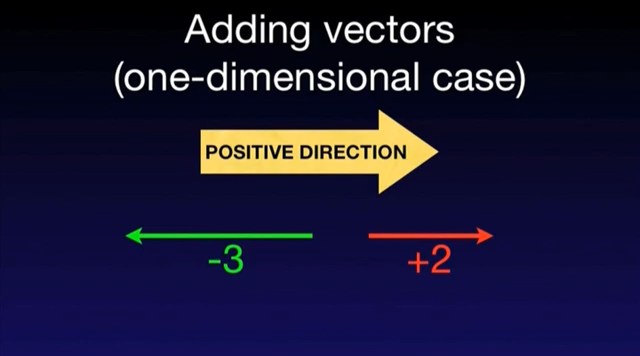 Adding vectors
(one-dimensional case)
POSITIVE DIRECTION
-3 +2